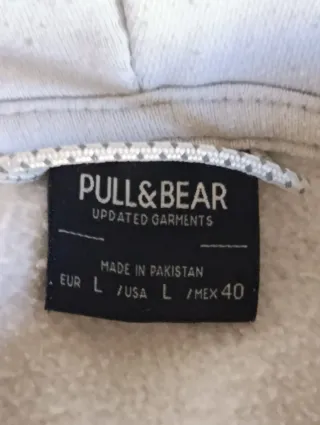 PULL&BEAR
UPDATED GARMENTS
MADE IN PAKISTAN
EUR L /USA L /MEX 40